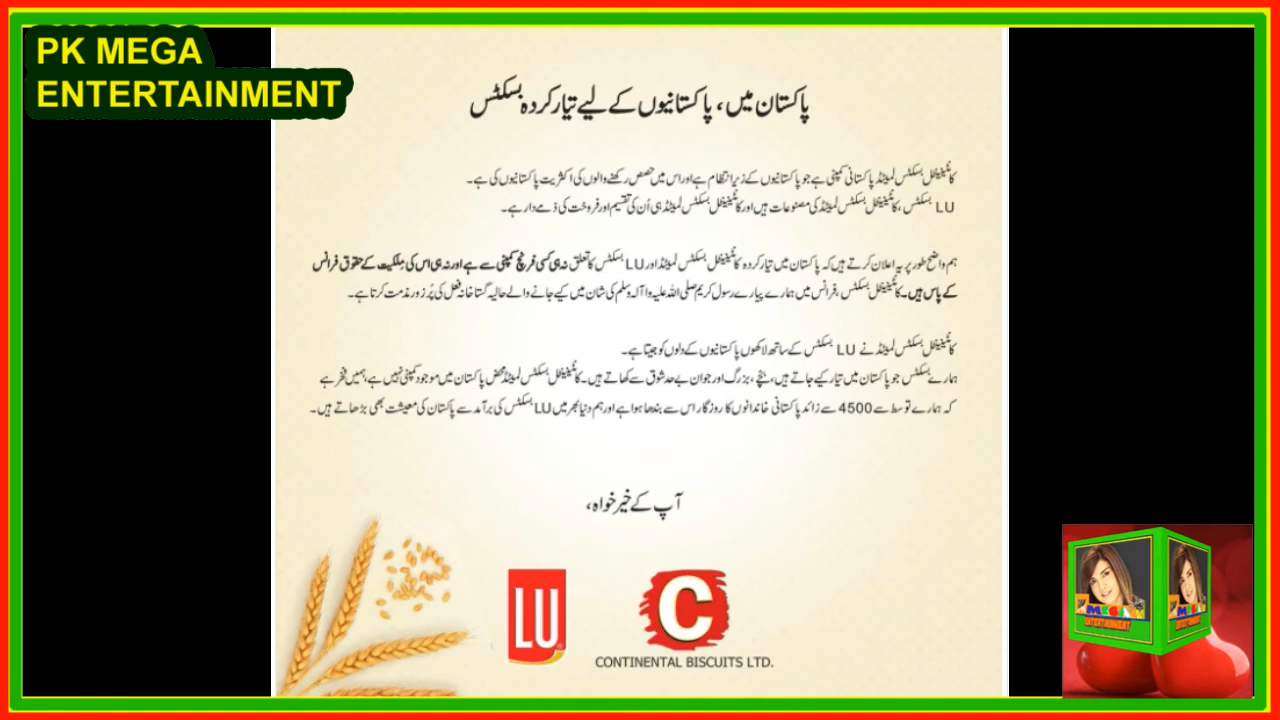 PK MEGA
ENTERTAINMENT
پاکستان میں، پاکستانیوں کے لیے تیار کردہ بسکٹس
کانٹینینٹل بسکٹس لمیٹڈ پاکستانی کمپنی ہے جو پاکستانیوں کے زیرِ انتظام ہے اور اس میں حصص رکھنے والوں کی اکثریت پاکستانیوں کی ہے۔
LU بسکٹس، کانٹینینٹل بسکٹس لمیٹڈ کی مصنوعات ہیں اور کانٹینینٹل بسکٹس لمیٹڈ ہی اُن کی تقسیم اور فروخت کی ذمے دار ہے۔
ہم واضح طور پر یہ اعلان کرتے ہیں کہ پاکستان میں تیار کردہ کانٹینینٹل بسکٹس لمیٹڈ اور LU بسکٹس کا تعلق نہ ہی کسی فرنچ کمپنی سے ہے اور نہ ہی اس کی مِلکیت کے حقوق فرانس
کے پاس ہیں۔ کانٹینینٹل بسکٹس، فرانس میں ہمارے پیارے رسول کریم صلی اللہ علیہ واآلہ وسلم کی شان میں کیے جانے والے حالیہ گستاخانہ فعل کی پُر زور مذمت کرتا ہے۔
کانٹینینٹل بسکٹس لمیٹڈ نے LU بسکٹس کے ساتھ لاکھوں پاکستانیوں کے دلوں کو جیتا ہے۔
ہمارے بسکٹس جو پاکستان میں تیار کیے جاتے ہیں، بچّے، بزرگ اور جوان بے حد شوق سے کھاتے ہیں۔ کانٹینینٹل بسکٹس لمیٹڈ محض پاکستان میں موجود کمپنی نہیں ہے، ہمیں فخر ہے
کہ ہمارے توسط سے 4500 سے زائد پاکستانی خاندانوں کا روزگار اس سے بندھا ہوا ہے اور ہم دنیا بھر میں LU بسکٹس کی برآمد سے پاکستان کی معیشت بھی بڑھاتے ہیں۔
آپ کے خیر خواہ،
LU
C
CONTINENTAL BISCUITS LTD.
MEGA
ENTERTAINMENT